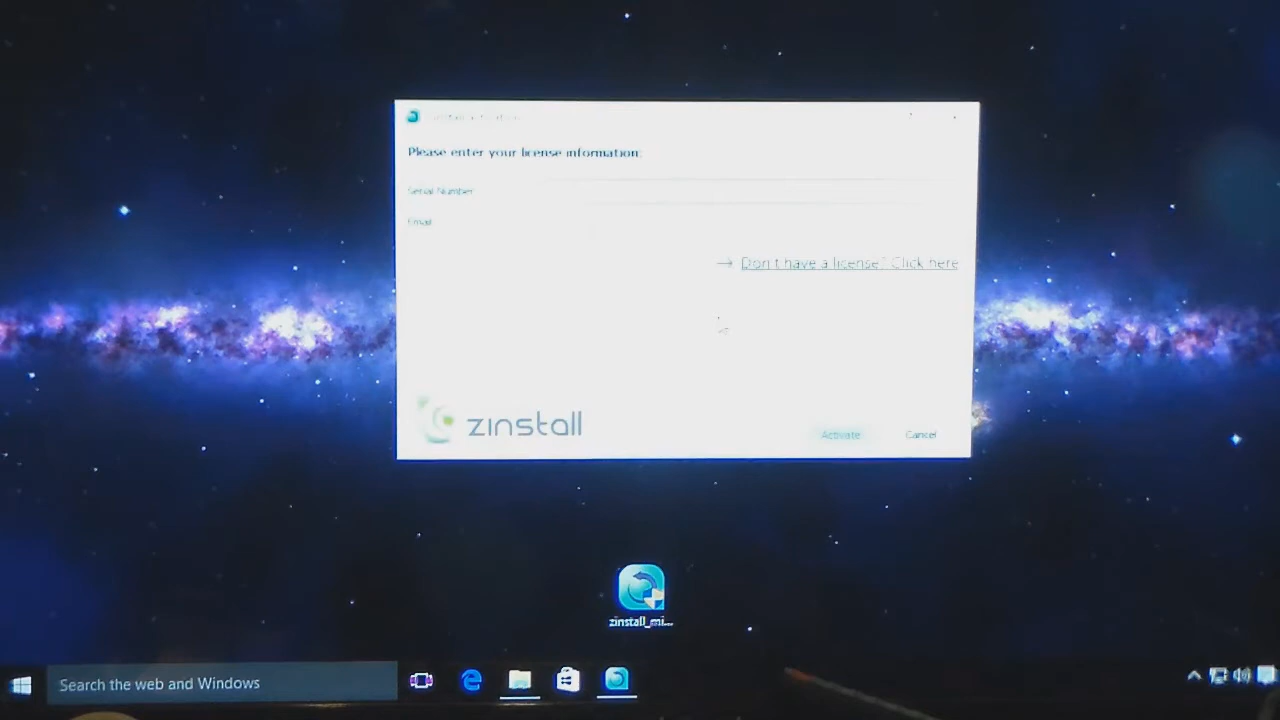 Please enter your license information:
Serial Number
Email
→ Don't have a license? Click here
zinstall
Activate Cancel
zinstall_mi...
Search the web and Windows